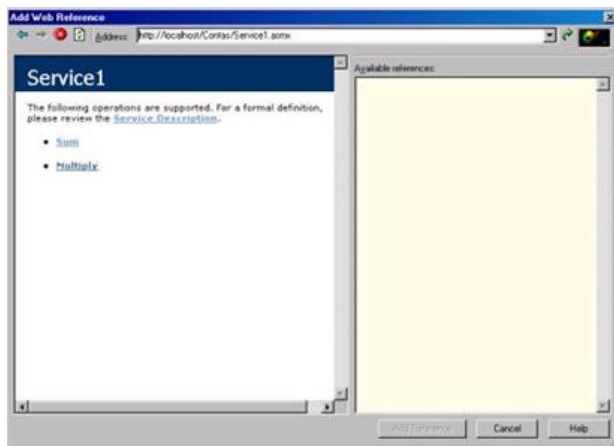 Add Web Reference
Address: http://localhost/Contas/Service1.asmx
Service1
Available references:
The following operations are supported. For a formal definition,
please review the Service Description.
Sum
Multiply
Add Reference
Cancel
Help